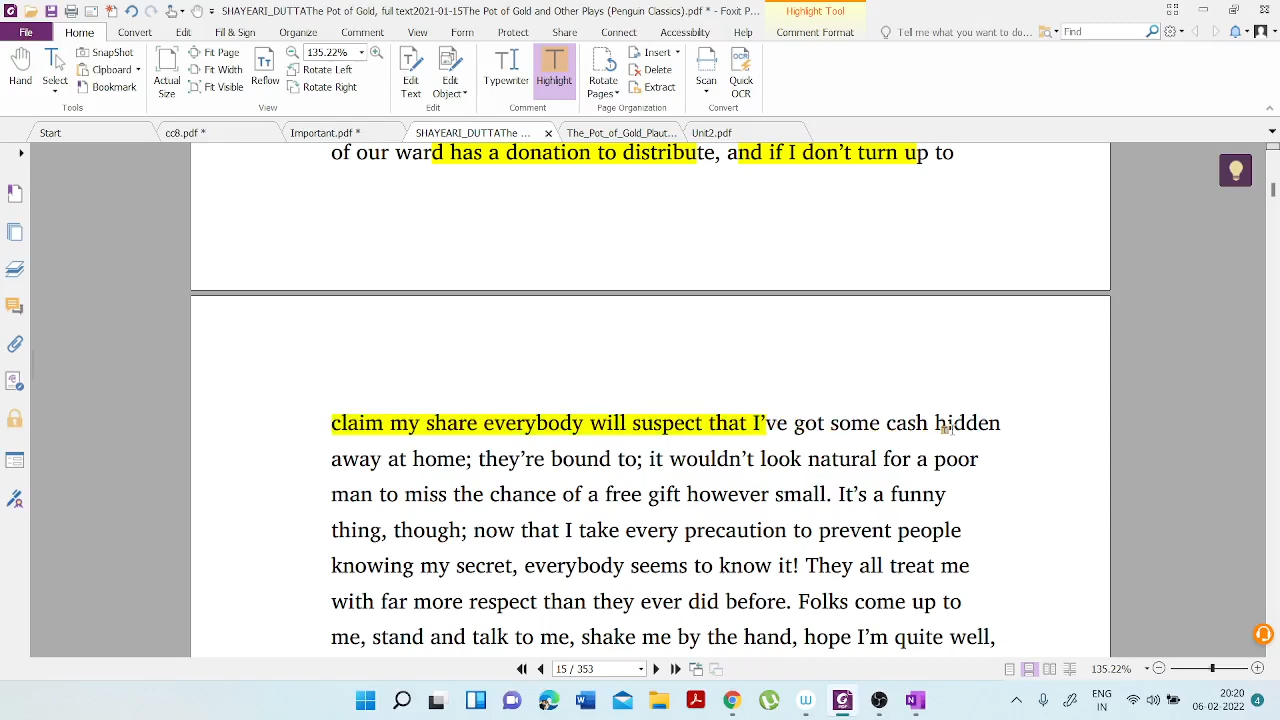 SHAYEARI_DUTTAThe Pot of Gold, full text2021-01-15The Pot of Gold and Other Plays (Penguin Classics).pdf - Foxit P...
Highlight Tool
File Home Convert Edit Fill & Sign Organize Comment View Form Protect Share Connect Accessibility Help Comment Format Tell me what you want to do... Find
SnapShot
Clipboard
Bookmark
Hand Select
Tools
Actual Size
Fit Page
Fit Width
Fit Visible
Reflow
135.22%
Rotate Left
Rotate Right
View
Edit Text
Edit Object
Edit
Typewriter
Highlight
Comment
Rotate Pages
Insert
Delete
Extract
Page Organization
Scan
Quick OCR
Convert
Start cc8.pdf * Important.pdf * SHAYEARI_DUTTAThe ... The_Pot_of_Gold_Plaut... Unit2.pdf
of our ward has a donation to distribute, and if I don’t turn up to
claim my share everybody will suspect that I’ve got some cash hidden
away at home; they’re bound to; it wouldn’t look natural for a poor
man to miss the chance of a free gift however small. It’s a funny
thing, though; now that I take every precaution to prevent people
knowing my secret, everybody seems to know it! They all treat me
with far more respect than they ever did before. Folks come up to
me, stand and talk to me, shake me by the hand, hope I’m quite well,
15 / 353
135.22%
ENG
IN
20:26
06-02-2022
4